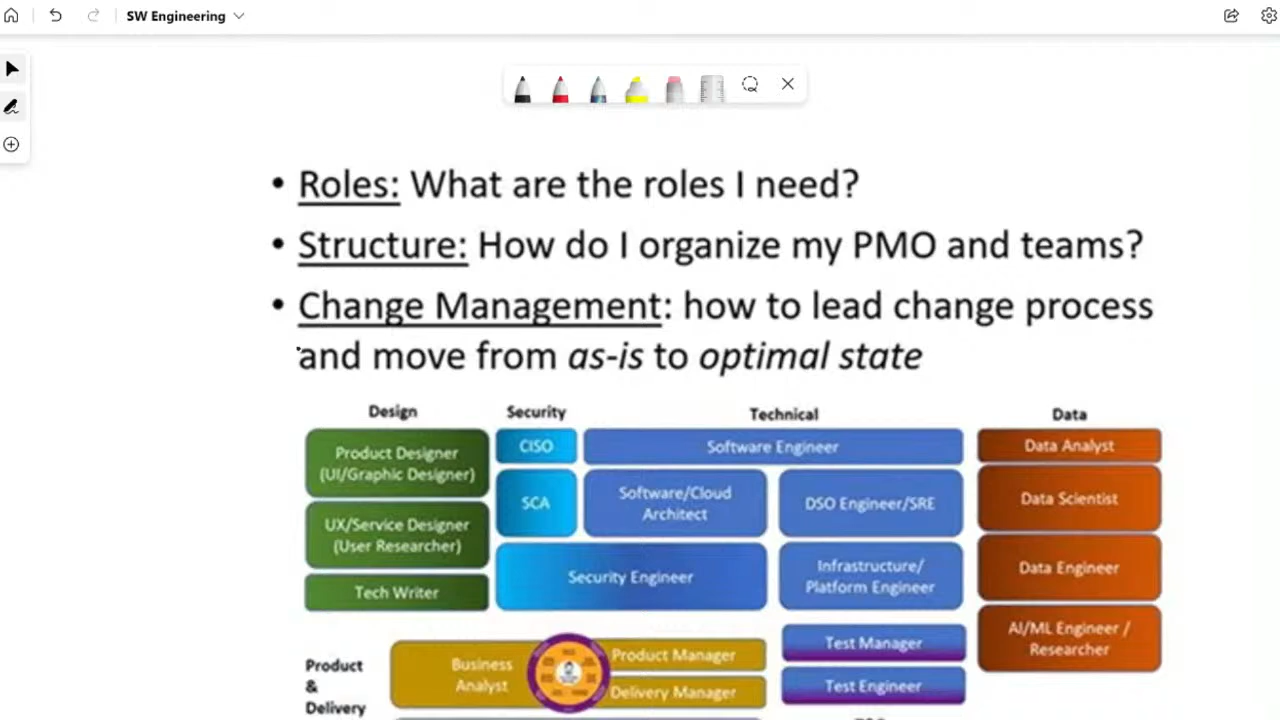 SW Engineering
• Roles: What are the roles I need?
• Structure: How do I organize my PMO and teams?
• Change Management: how to lead change process
and move from as-is to optimal state
Design
Security
Technical
Data
Product Designer
(UI/Graphic Designer)
UX/Service Designer
(User Researcher)
Tech Writer
CISO
SCA
Software Engineer
Software/Cloud
Architect
DSO Engineer/SRE
Security Engineer
Infrastructure/
Platform Engineer
Data Analyst
Data Scientist
Data Engineer
AI/ML Engineer /
Researcher
Product
&
Delivery
Business
Analyst
Product Manager
Delivery Manager
Test Manager
Test Engineer